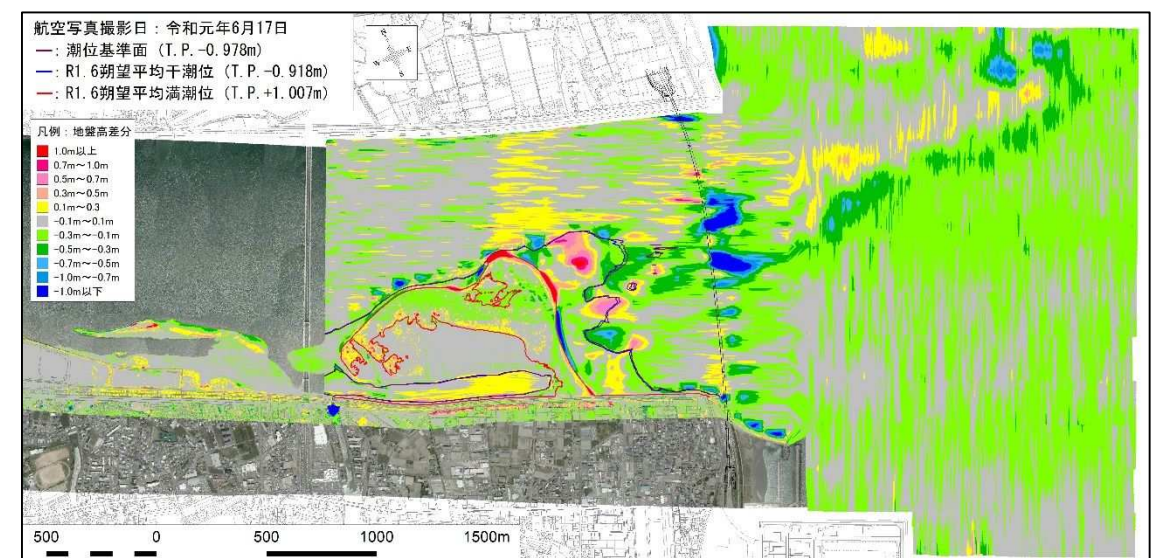 航空写真撮影日：令和元年6月17日
―：潮位基準面（T.P.-0.978m）
―：R1.6朔望平均干潮位（T.P.-0.918m）
―：R1.6朔望平均満潮位（T.P.+1.007m）
N
E
W
S
凡例：地盤高差分
1.0m以上
0.7m～1.0m
0.5m～0.7m
0.3m～0.5m
0.1m～0.3
-0.1m～0.1m
-0.3m～-0.1m
-0.5m～-0.3m
-0.7m～-0.5m
-1.0m～-0.7m
-1.0m以下
500 0 500 1000 1500m